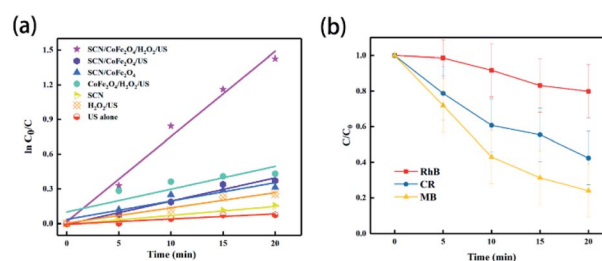 (a)
SCN/CoFe₂O₄/H₂O₂/US
SCN/CoFe₂O₄/US
SCN/CoFe₂O₄
CoFe₂O₄/H₂O₂/US
SCN
H₂O₂/US
US alone
ln C₀/C
1.5
1.2
0.9
0.6
0.3
0.0
0 5 10 15 20
Time (min)
(b)
C/C₀
1.0
0.8
0.6
0.4
0.2
0.0
RhB
CR
MB
0 5 10 15 20
Time (min)